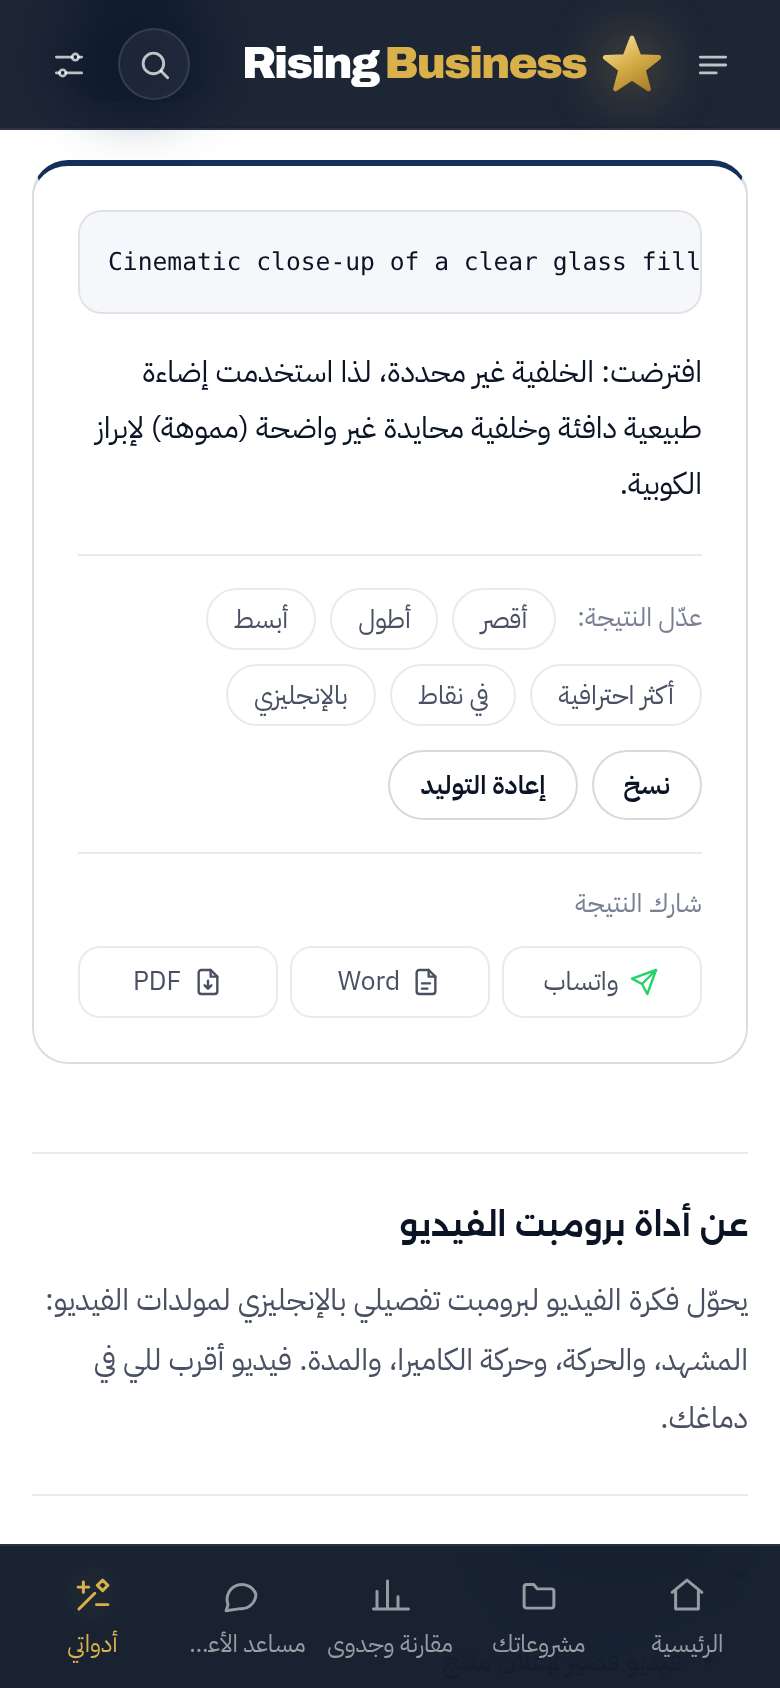 Rising Business
Cinematic close-up of a clear glass fill
افترضت: الخلفية غير محددة، لذا استخدمت إضاءة
طبيعية دافئة وخلفية محايدة غير واضحة (مموهة) لإبراز
الكوبية.
عدّل النتيجة: أقصر أطول أبسط
أكثر احترافية في نقاط بالإنجليزي
نسخ إعادة التوليد
شارك النتيجة
واتساب Word PDF
عن أداة برومبت الفيديو
يحوّل فكرة الفيديو لبرومبت تفصيلي بالإنجليزي لمولدات الفيديو:
المشهد، والحركة، وحركة الكاميرا، والمدة. فيديو أقرب للي في
دماغك.
الرئيسية مشروعاتك مقارنة وجدوى مساعد الأعـ... أدواتي